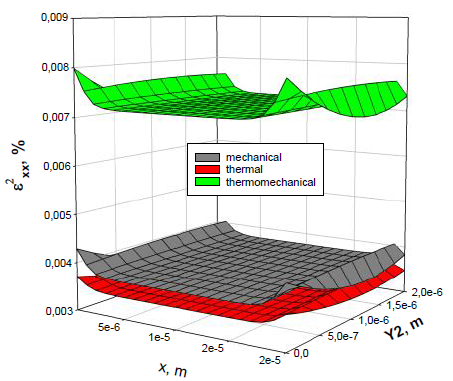 0,009
0,008
0,007
0,006
0,005
0,004
0,003
ε²xx, %
mechanical
thermal
thermomechanical
5e-6
1e-5
2e-5
2e-5
x, m
0,0
5,0e-7
1,0e-6
1,5e-6
2,0e-6
Y2, m